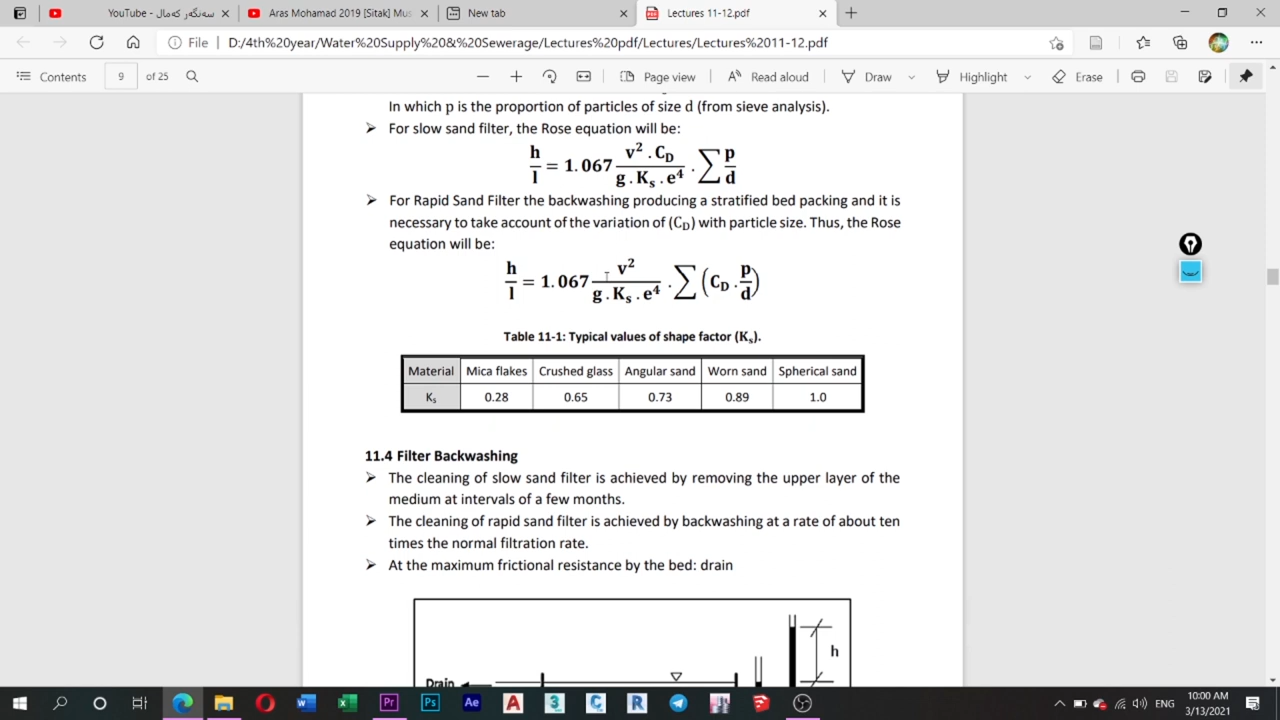 YouTube - سەنگەر کەمال
Aras Mohamad 2019 [Sitak] Mus
New tab
Lectures 11-12.pdf
File
D:/4th%20year/Water%20Supply%20&%20Sewerage/Lectures%20pdf/Lectures/Lectures%2011-12.pdf
Contents
9
of 25
Page view
Read aloud
Draw
Highlight
Erase
In which p is the proportion of particles of size d (from sieve analysis).
➢ For slow sand filter, the Rose equation will be:
h/l = 1.067 v² . C_D / g . K_s . e⁴ . ∑ p/d
➢ For Rapid Sand Filter the backwashing producing a stratified bed packing and it is
necessary to take account of the variation of (C_D) with particle size. Thus, the Rose
equation will be:
h/l = 1.067 v² / g . K_s . e⁴ . ∑ (C_D . p/d)
Table 11-1: Typical values of shape factor (K_s).
Material Mica flakes Crushed glass Angular sand Worn sand Spherical sand
K_s 0.28 0.65 0.73 0.89 1.0
11.4 Filter Backwashing
➢ The cleaning of slow sand filter is achieved by removing the upper layer of the
medium at intervals of a few months.
➢ The cleaning of rapid sand filter is achieved by backwashing at a rate of about ten
times the normal filtration rate.
➢ At the maximum frictional resistance by the bed: drain
h
Drain
ENG
10:00 AM
3/13/2021